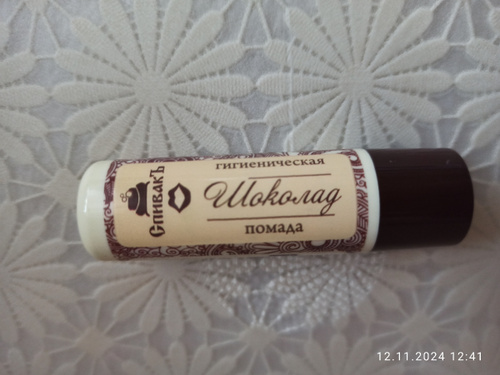 СпивакЪ
гигиеническая
Шоколад
помада
12.11.2024 12:41